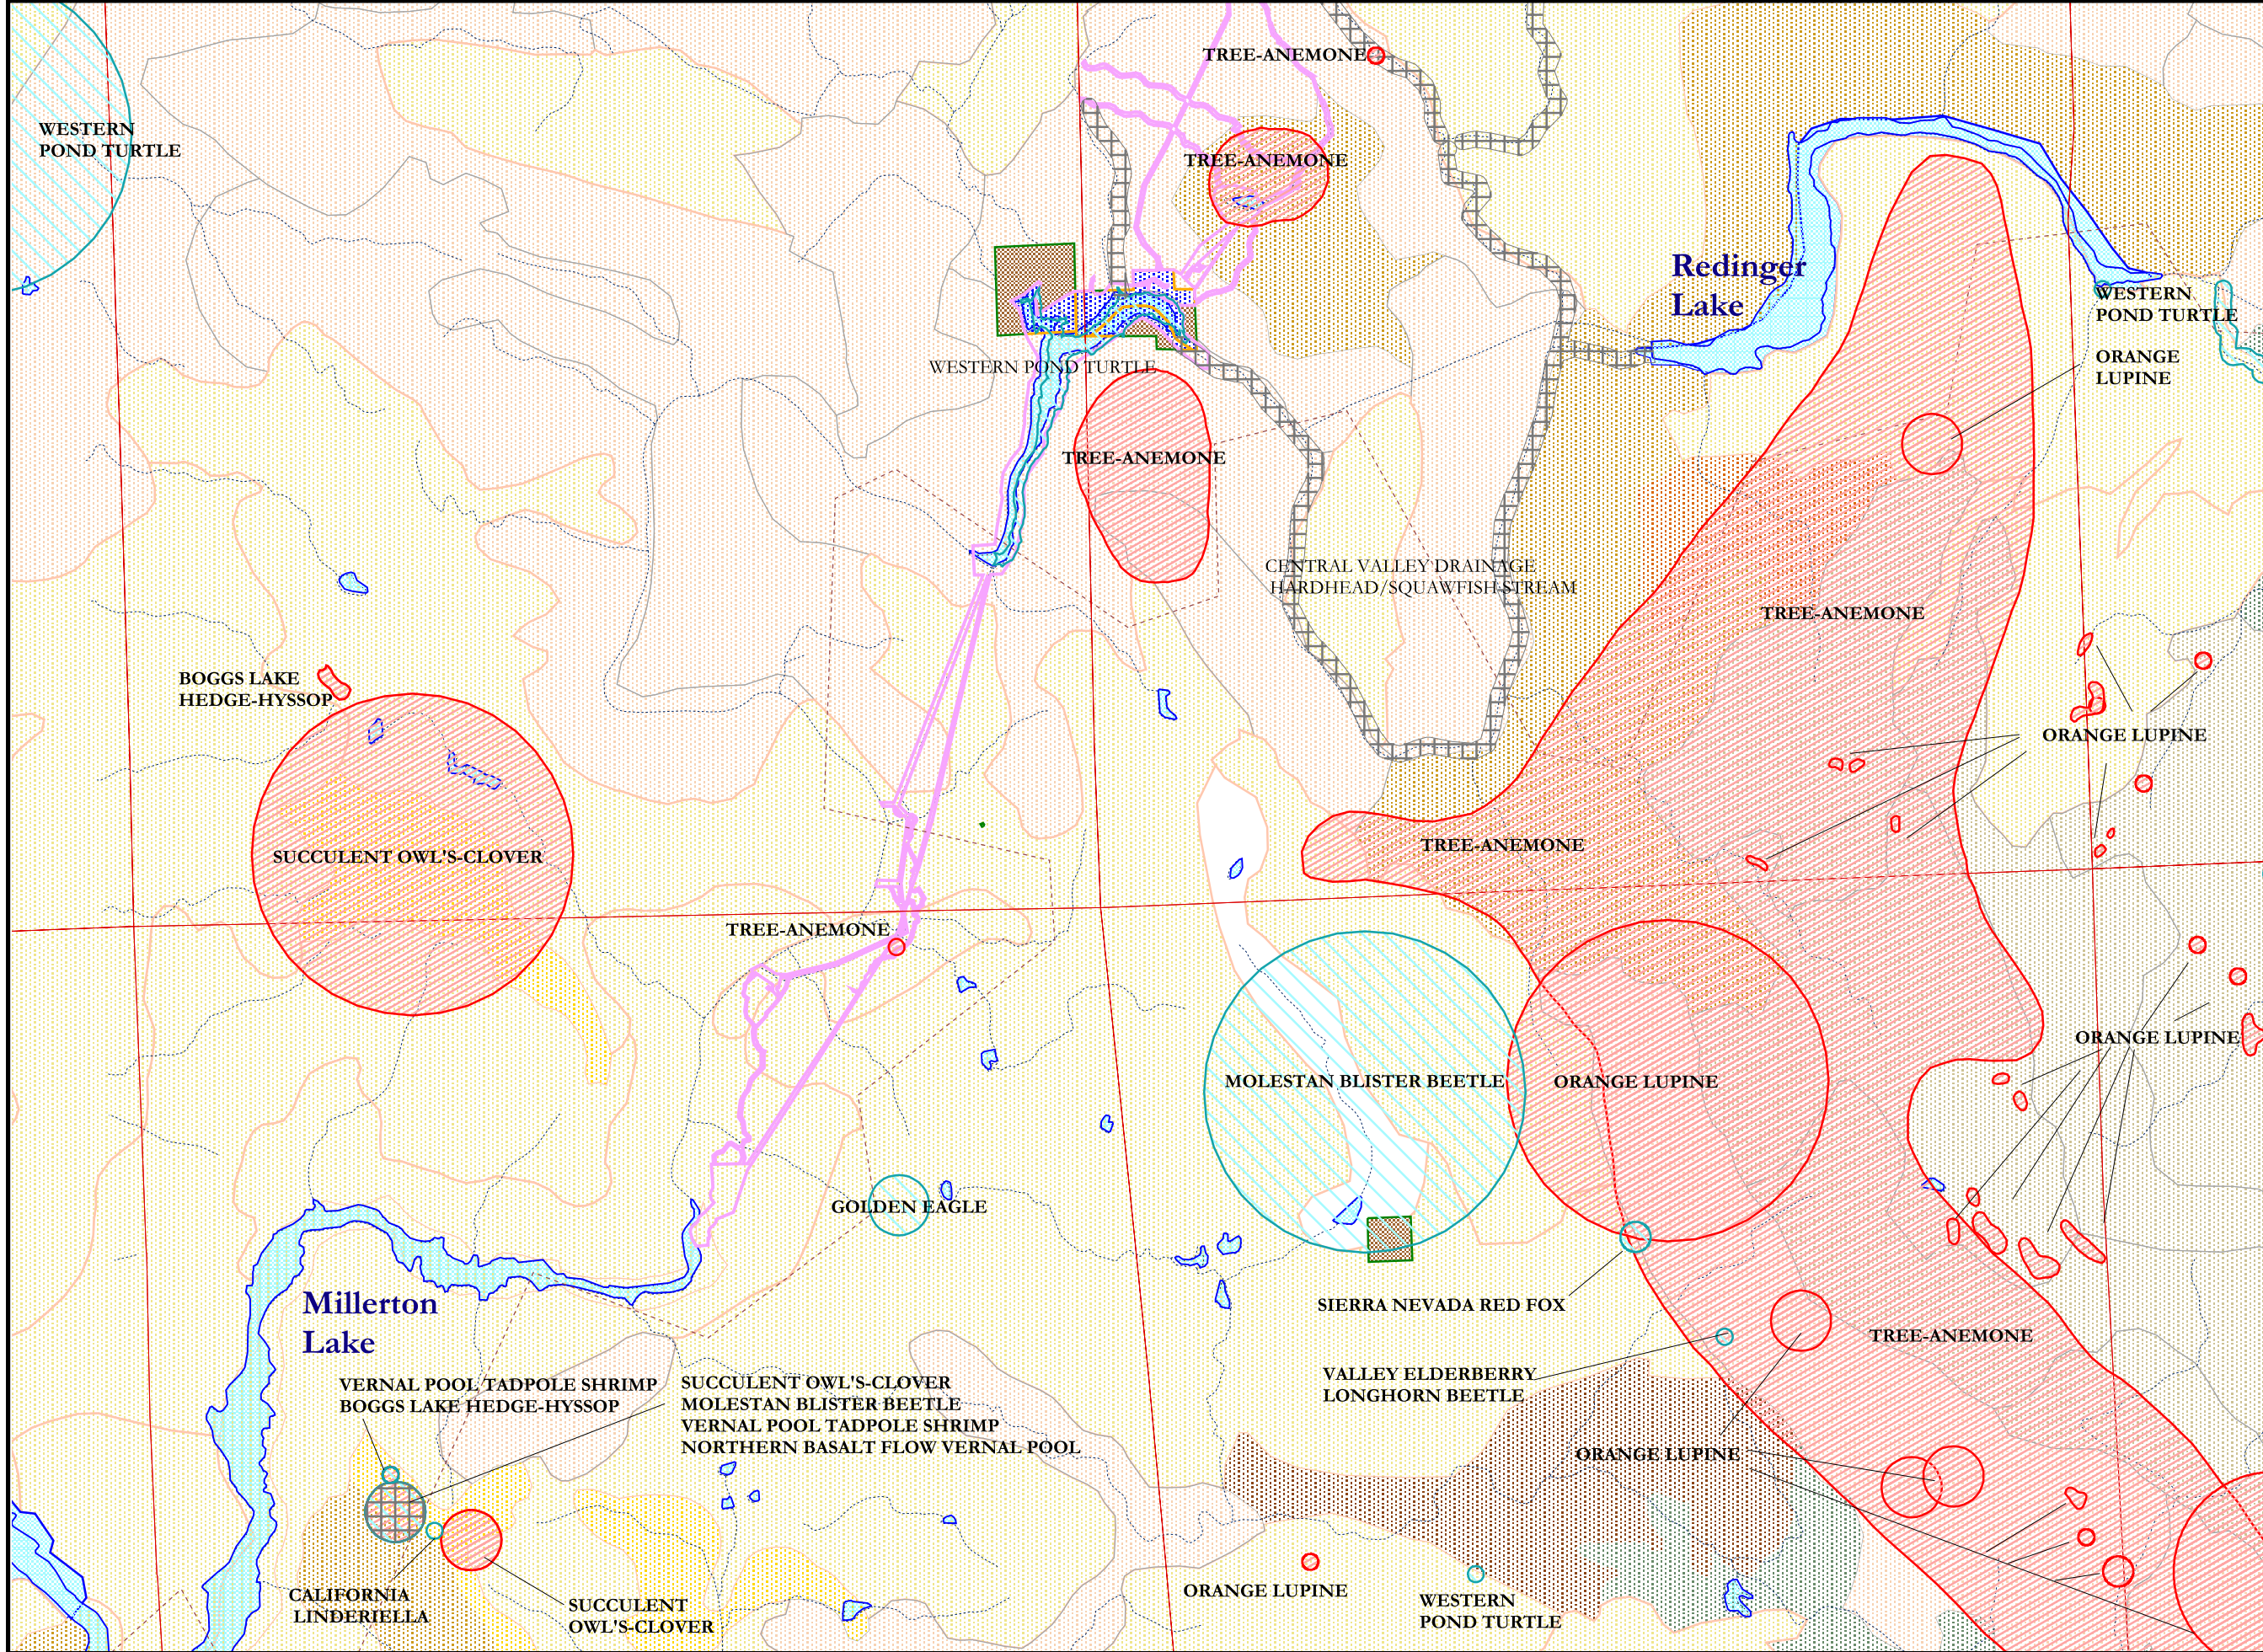 TREE-ANEMONE
WESTERN
POND TURTLE
TREE-ANEMONE
Redinger
Lake
WESTERN
POND TURTLE
WESTERN POND TURTLE
ORANGE
LUPINE
TREE-ANEMONE
CENTRAL VALLEY DRAINAGE
HARDHEAD/SQUAWFISH STREAM
TREE-ANEMONE
BOGGS LAKE
HEDGE-HYSSOP
ORANGE LUPINE
TREE-ANEMONE
SUCCULENT OWL'S-CLOVER
TREE-ANEMONE
ORANGE LUPINE
MOLESTAN BLISTER BEETLE
ORANGE LUPINE
GOLDEN EAGLE
Millerton
Lake
SIERRA NEVADA RED FOX
TREE-ANEMONE
VERNAL POOL TADPOLE SHRIMP
BOGGS LAKE HEDGE-HYSSOP
SUCCULENT OWL'S-CLOVER
MOLESTAN BLISTER BEETLE
VERNAL POOL TADPOLE SHRIMP
NORTHERN BASALT FLOW VERNAL POOL
VALLEY ELDERBERRY
LONGHORN BEETLE
ORANGE LUPINE
CALIFORNIA
LINDERIELLA
SUCCULENT
OWL'S-CLOVER
ORANGE LUPINE
WESTERN
POND TURTLE